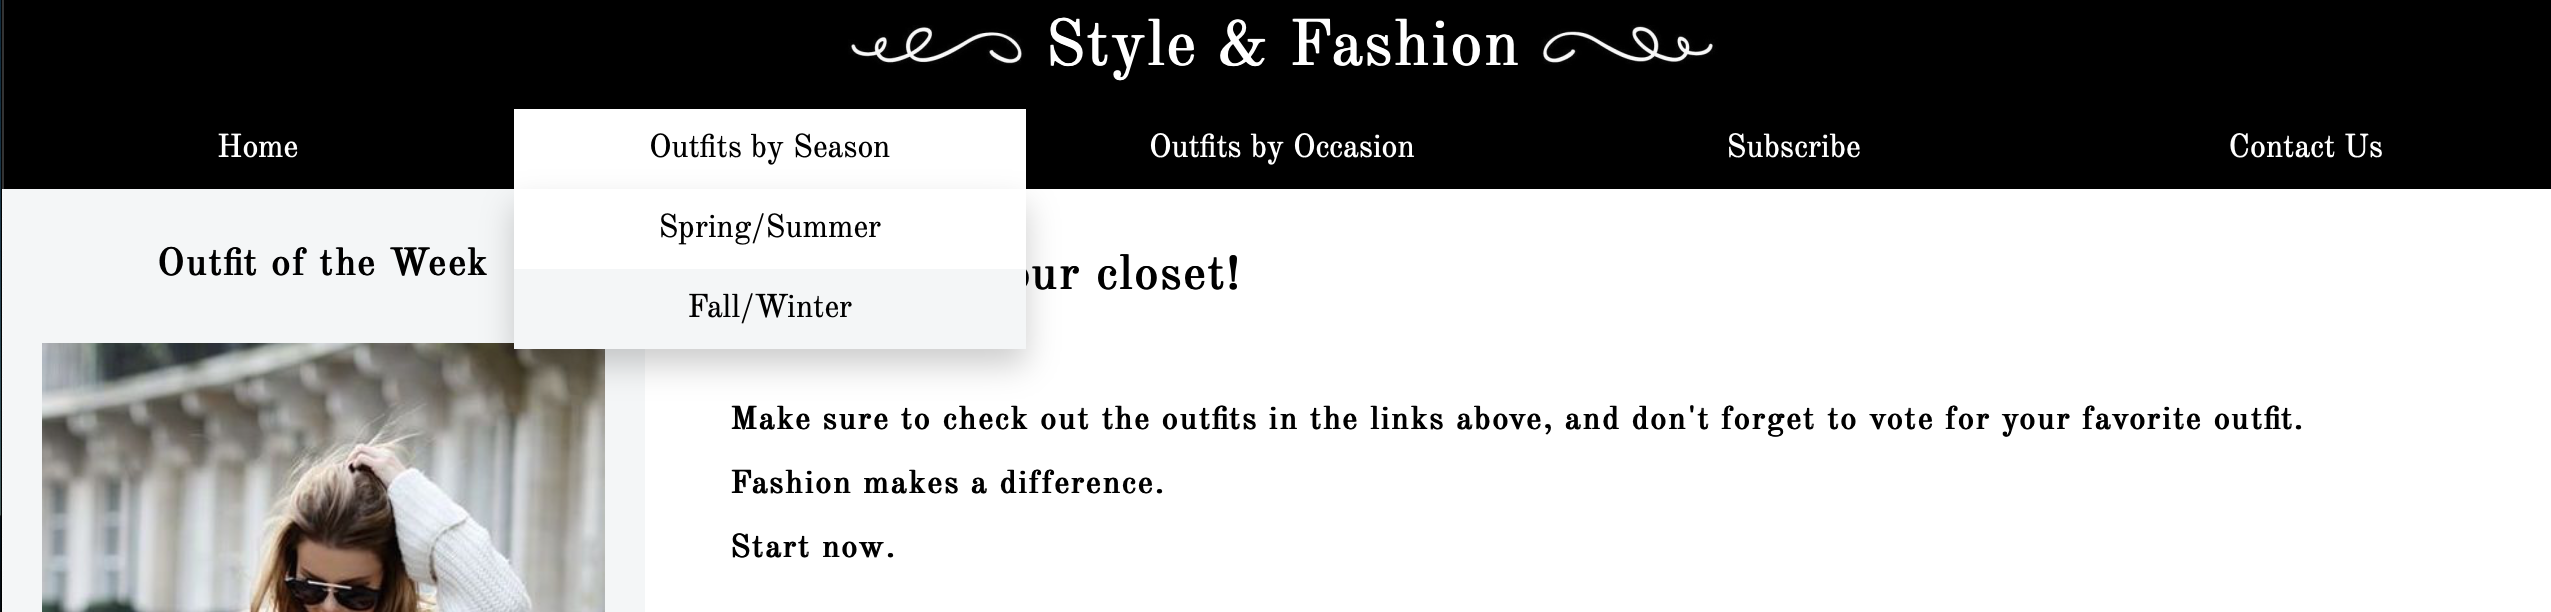 Style & Fashion
Home
Outfits by Season
Outfits by Occasion
Subscribe
Contact Us
Spring/Summer
Fall/Winter
Outfit of the Week
closet!
Make sure to check out the outfits in the links above, and don't forget to vote for your favorite outfit.
Fashion makes a difference.
Start now.